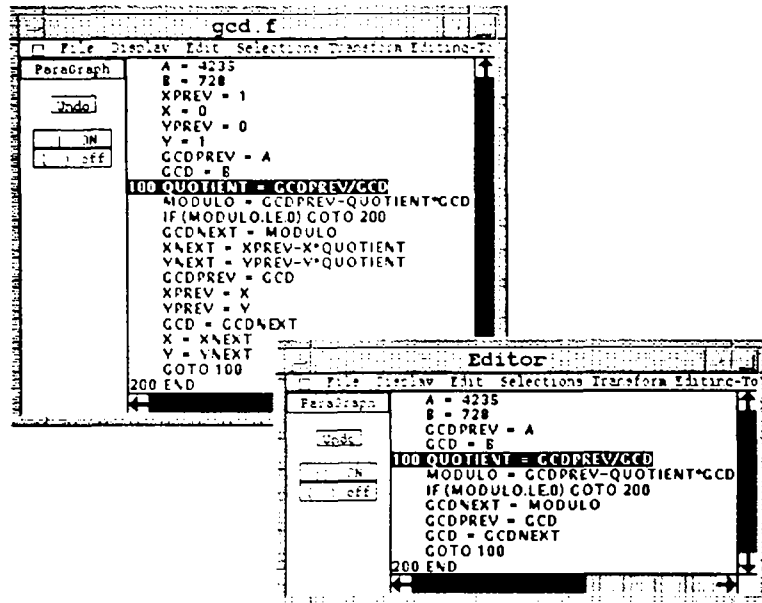 gcd.f
File Display Edit Selections Transform Editing-To
ParaGraph
Undo
ON
off
A = 4235
B = 728
XPREV = 1
X = 0
YPREV = 0
Y = 1
GCDPREV = A
GCD = B
100 QUOTIENT = GCDPREV/GCD
MODULO = GCDPREV-QUOTIENT*GCD
IF (MODULO.LE.0) GOTO 200
GCDNEXT = MODULO
XNEXT = XPREV-X*QUOTIENT
YNEXT = YPREV-Y*QUOTIENT
GCDPREV = GCD
XPREV = X
YPREV = Y
GCD = GCDNEXT
X = XNEXT
Y = YNEXT
GOTO 100
200 END
Editor
File Display Edit Selections Transform Editing-To
ParaGraph
Undo
ON
off
A = 4235
B = 728
GCDPREV = A
GCD = B
100 QUOTIENT = GCDPREV/GCD
MODULO = GCDPREV-QUOTIENT*GCD
IF (MODULO.LE.0) GOTO 200
GCDNEXT = MODULO
GCDPREV = GCD
GCD = GCDNEXT
GOTO 100
200 END